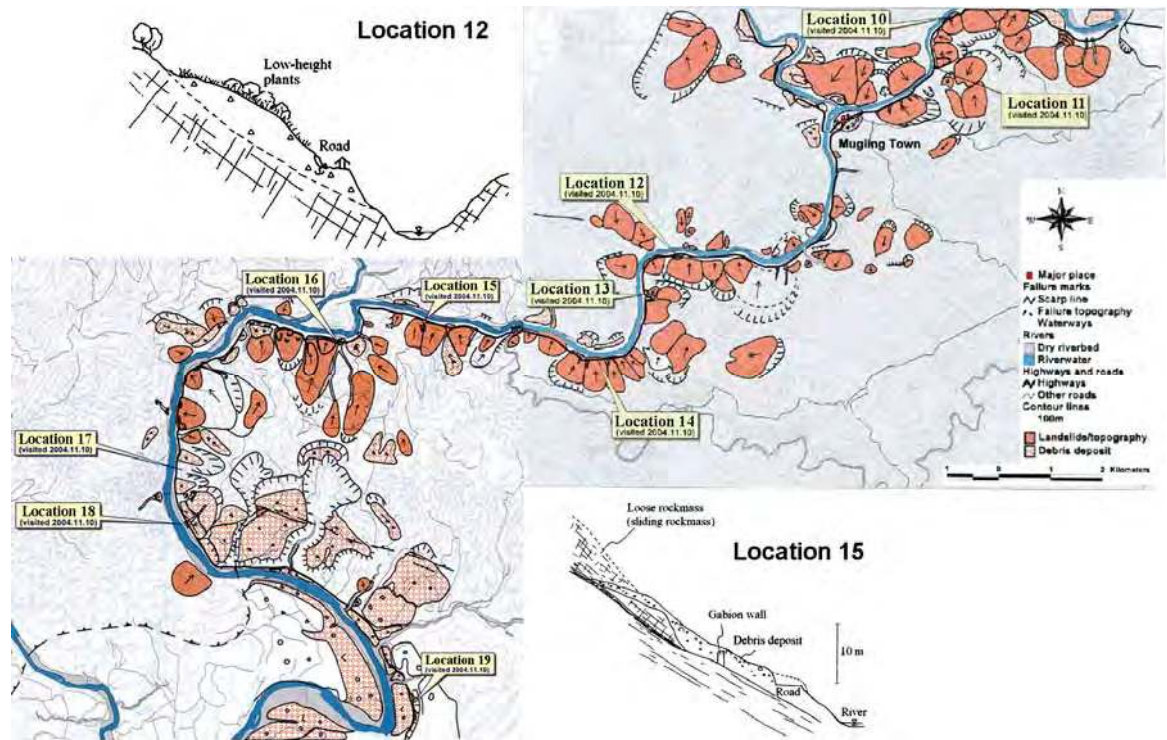 Location 12
Low-height
plants
Road
Location 10
(visited 2004.11.10)
Location 11
(visited 2004.11.10)
Mugling Town
Location 12
(visited 2004.11.10)
Location 13
(visited 2004.11.10)
Location 14
(visited 2004.11.10)
N
W
E
S
Major place
Failure marks
Scarp line
Failure topography
Waterways
Rivers
Dry riverbed
Riverwater
Highways and roads
Highways
Other roads
Contour lines
100m
Landslide/topography
Debris deposit
1 0 1 2 Kilometers
Location 16
(visited 2004.11.10)
Location 15
(visited 2004.11.10)
Location 17
(visited 2004.11.10)
Location 18
(visited 2004.11.10)
Location 19
(visited 2004.11.10)
Loose rockmass
(sliding rockmass)
Location 15
Gabion wall
Debris deposit
10 m
Road
River